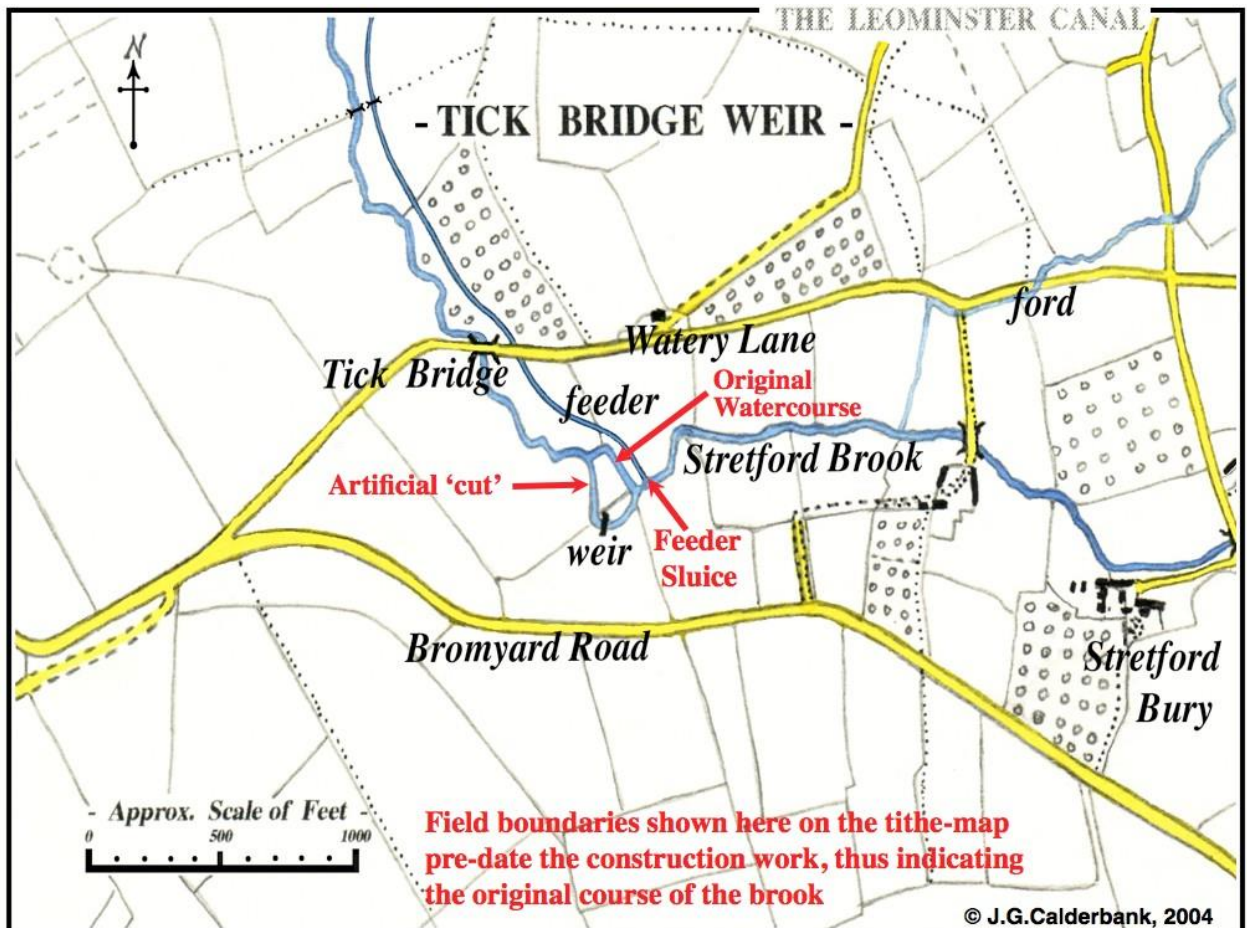 THE LEOMINSTER CANAL
N
- TICK BRIDGE WEIR -
ford
Watery Lane
Tick Bridge
Original
Watercourse
feeder
Stretford Brook
Artificial ‘cut’
weir
Feeder
Sluice
Bromyard Road
Stretford
Bury
- Approx. Scale of Feet -
0 500 1000
Field boundaries shown here on the tithe-map
pre-date the construction work, thus indicating
the original course of the brook
© J.G.Calderbank, 2004